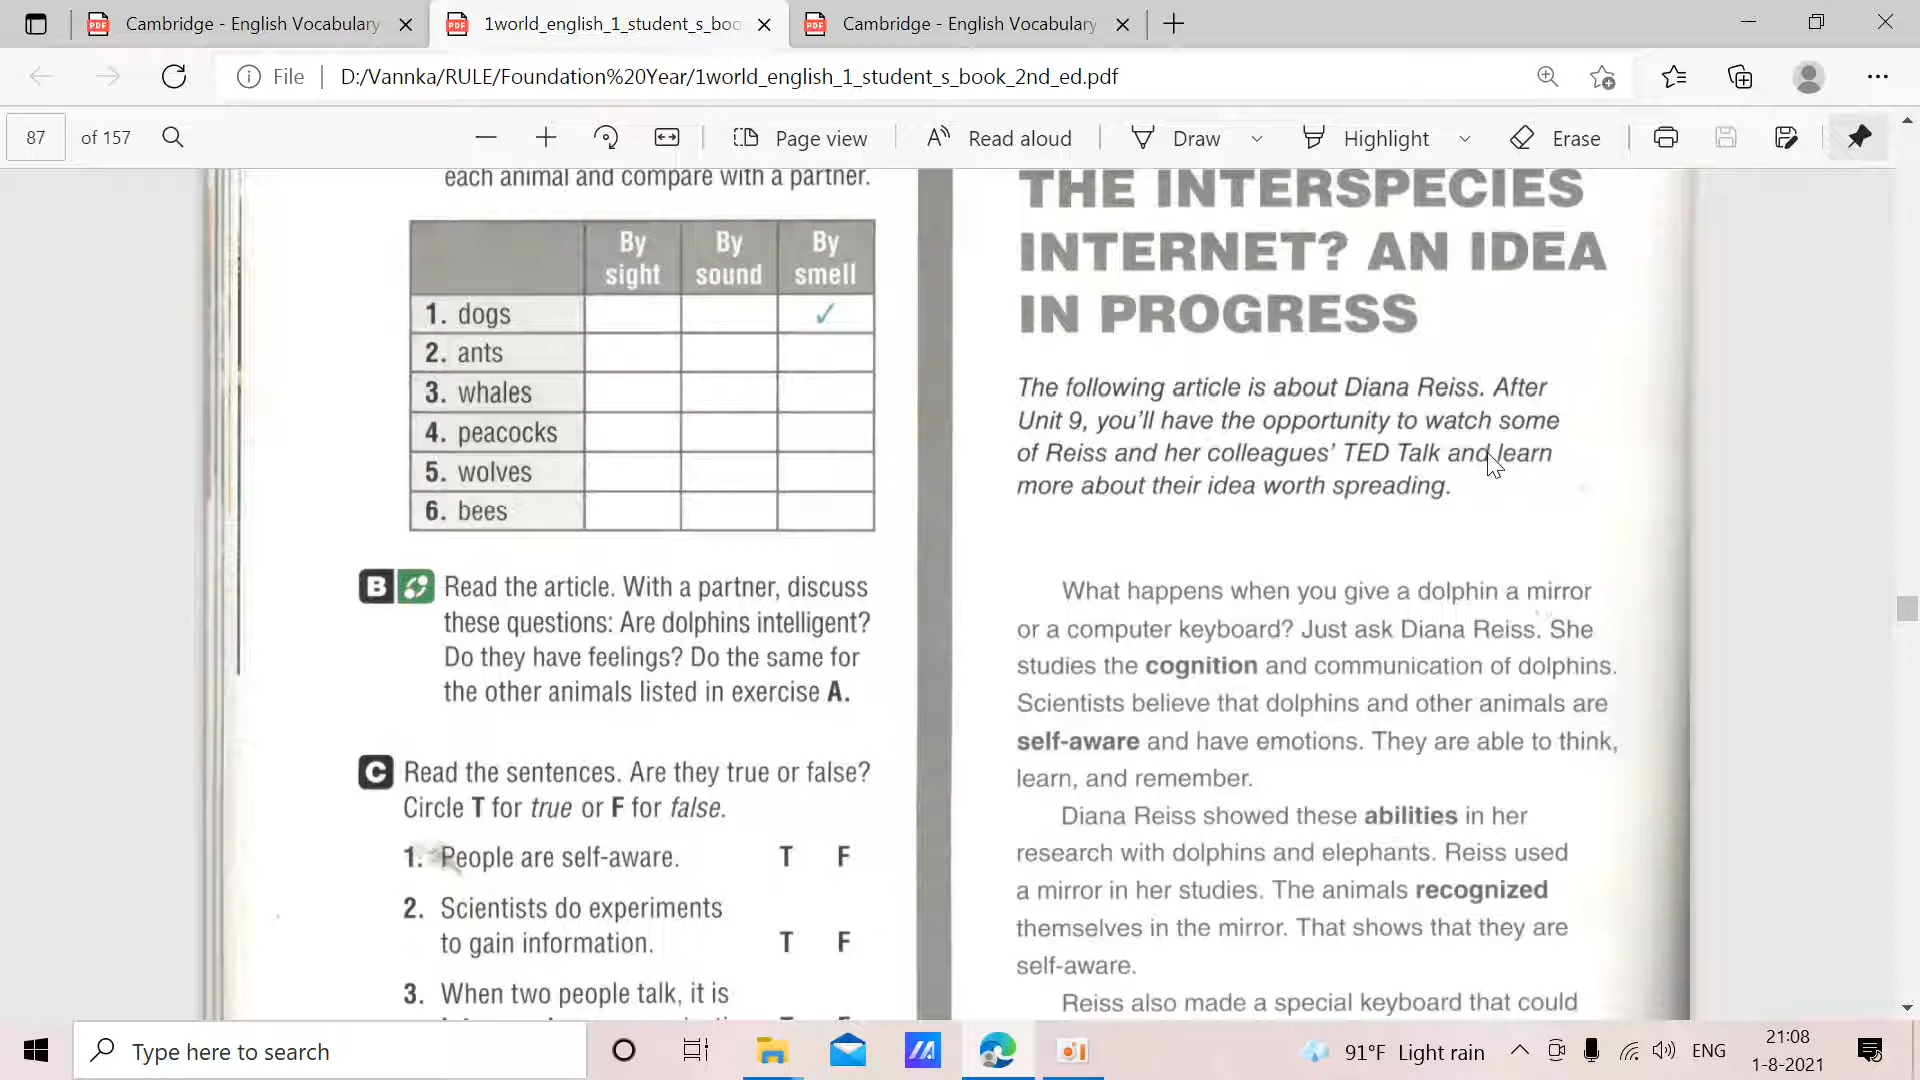 Cambridge - English Vocabulary
1world_english_1_student_s_boo
Cambridge - English Vocabulary
File
D:/Vannka/RULE/Foundation%20Year/1world_english_1_student_s_book_2nd_ed.pdf
87 of 157
Page view
Read aloud
Draw
Highlight
Erase
each animal and compare with a partner.
By sight By sound By smell
1. dogs ✓
2. ants
3. whales
4. peacocks
5. wolves
6. bees
B Read the article. With a partner, discuss
these questions: Are dolphins intelligent?
Do they have feelings? Do the same for
the other animals listed in exercise A.
C Read the sentences. Are they true or false?
Circle T for true or F for false.
1. People are self-aware. T F
2. Scientists do experiments
to gain information. T F
3. When two people talk, it is
THE INTERSPECIES
INTERNET? AN IDEA
IN PROGRESS
The following article is about Diana Reiss. After
Unit 9, you'll have the opportunity to watch some
of Reiss and her colleagues' TED Talk and learn
more about their idea worth spreading.
What happens when you give a dolphin a mirror
or a computer keyboard? Just ask Diana Reiss. She
studies the cognition and communication of dolphins.
Scientists believe that dolphins and other animals are
self-aware and have emotions. They are able to think,
learn, and remember.
Diana Reiss showed these abilities in her
research with dolphins and elephants. Reiss used
a mirror in her studies. The animals recognized
themselves in the mirror. That shows that they are
self-aware.
Reiss also made a special keyboard that could
Type here to search
91°F Light rain
ENG
21:08
1-8-2021